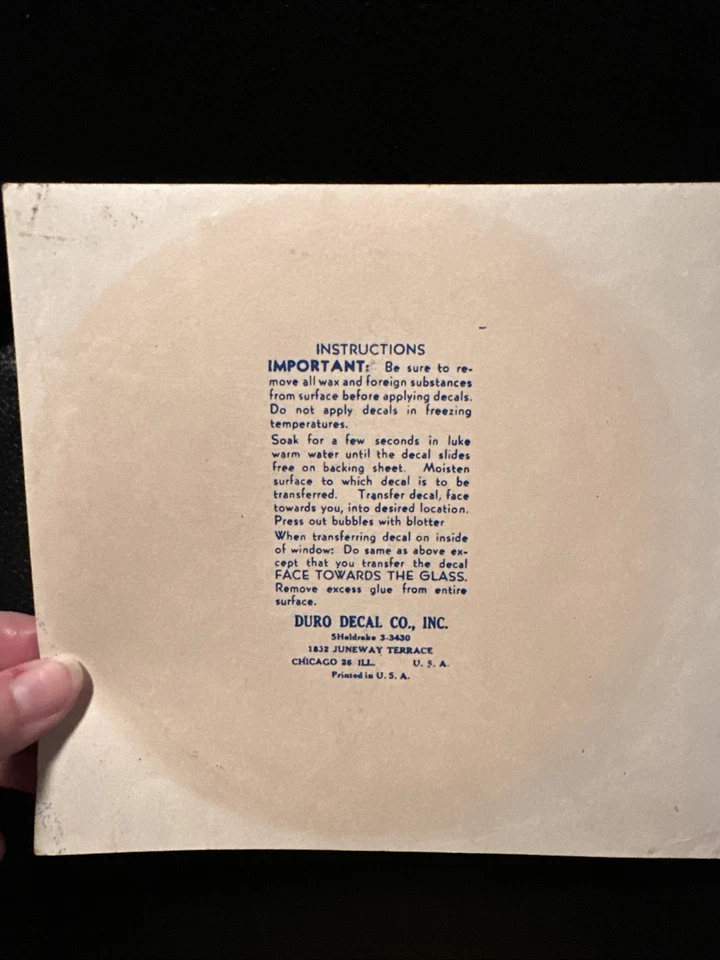 INSTRUCTIONS
IMPORTANT: Be sure to re-
move all wax and foreign substances
from surface before applying decals.
Do not apply decals in freezing
temperatures.
Soak for a few seconds in luke
warm water until the decal slides
free on backing sheet. Moisten
surface to which decal is to be
transferred. Transfer decal, face
towards you, into desired location.
Press out bubbles with blotter
When transferring decal on inside
of window: Do same as above ex-
cept that you transfer the decal
FACE TOWARDS THE GLASS.
Remove excess glue from entire
surface.
DURO DECAL CO., INC.
SHeldrake 3-3430
1832 JUNEWAY TERRACE
CHICAGO 26 ILL. U. S. A.
Printed in U. S. A.